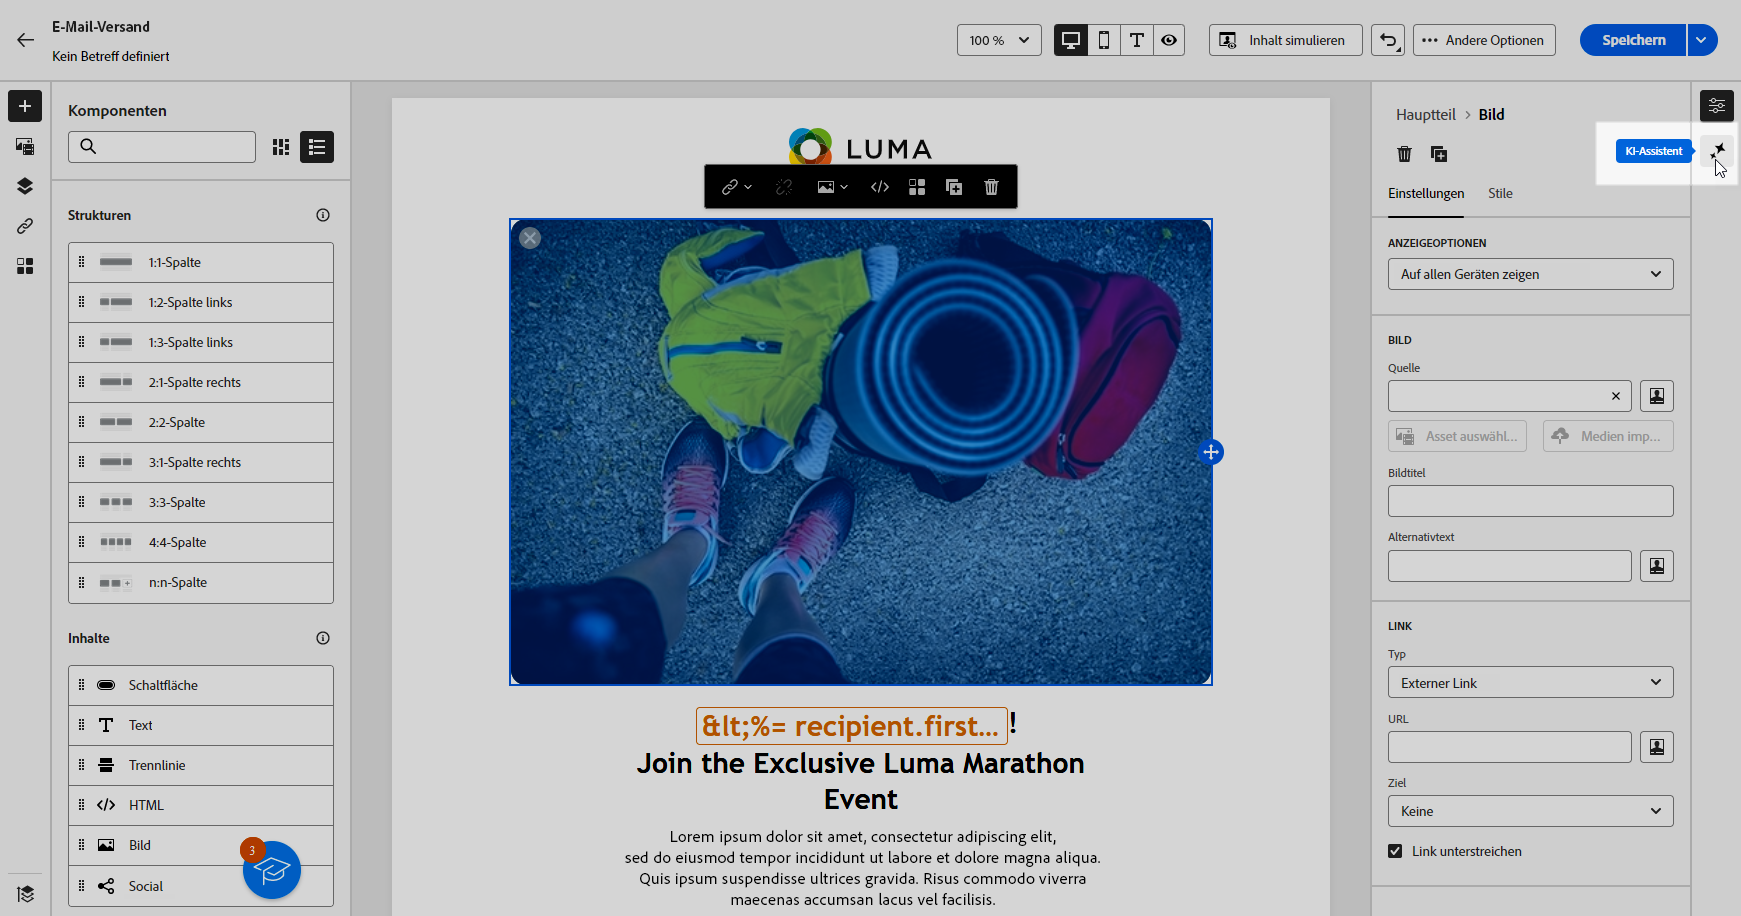 E-Mail-Versand
Kein Betreff definiert
100 %
Inhalt simulieren
Andere Optionen
Speichern
Komponenten
Strukturen
1:1-Spalte
1:2-Spalte links
1:3-Spalte links
2:1-Spalte rechts
2:2-Spalte
3:1-Spalte rechts
3:3-Spalte
4:4-Spalte
n:n-Spalte
Inhalte
Schaltfläche
Text
Trennlinie
HTML
Bild
3
Social
LUMA
&lt;%= recipient.first... !
Join the Exclusive Luma Marathon
Event
Lorem ipsum dolor sit amet, consectetur adipiscing elit,
sed do eiusmod tempor incididunt ut labore et dolore magna aliqua.
Quis ipsum suspendisse ultrices gravida. Risus commodo viverra
maecenas accumsan lacus vel facilisis.
Hauptteil > Bild
KI-Assistent
Einstellungen
Stile
ANZEIGEOPTIONEN
Auf allen Geräten zeigen
BILD
Quelle
Asset auswähl...
Medien imp...
Bildtitel
Alternativtext
LINK
Typ
Externer Link
URL
Ziel
Keine
Link unterstreichen